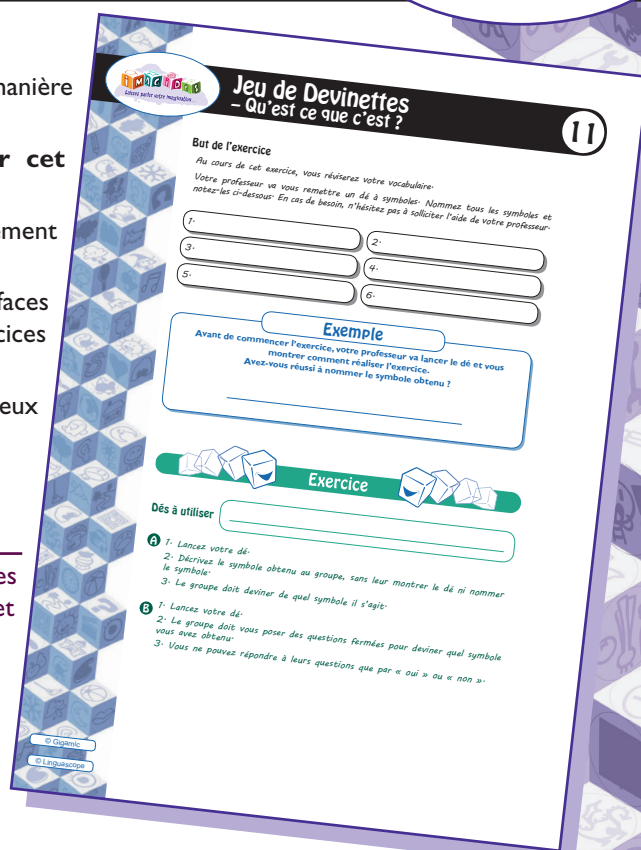 manière
r cet
ement
faces
cices
eux
es
et
iMAGiDés
Laissez parler votre imagination
Jeu de Devinettes
– Qu'est ce que c'est ?
11
But de l'exercice
Au cours de cet exercice, vous réviserez votre vocabulaire.
Votre professeur va vous remettre un dé à symboles. Nommez tous les symboles et
notez-les ci-dessous. En cas de besoin, n'hésitez pas à solliciter l'aide de votre professeur.
1.
2.
3.
4.
5.
6.
Exemple
Avant de commencer l'exercice, votre professeur va lancer le dé et vous
montrer comment réaliser l'exercice.
Avez-vous réussi à nommer le symbole obtenu ?
Exercice
Dés à utiliser
A 1. Lancez votre dé.
2. Décrivez le symbole obtenu au groupe, sans leur montrer le dé ni nommer
le symbole.
3. Le groupe doit deviner de quel symbole il s'agit.
B 1. Lancez votre dé.
2. Le groupe doit vous poser des questions fermées pour deviner quel symbole
vous avez obtenu.
3. Vous ne pouvez répondre à leurs questions que par « oui » ou « non ».
© Gigamic
© Linguascope